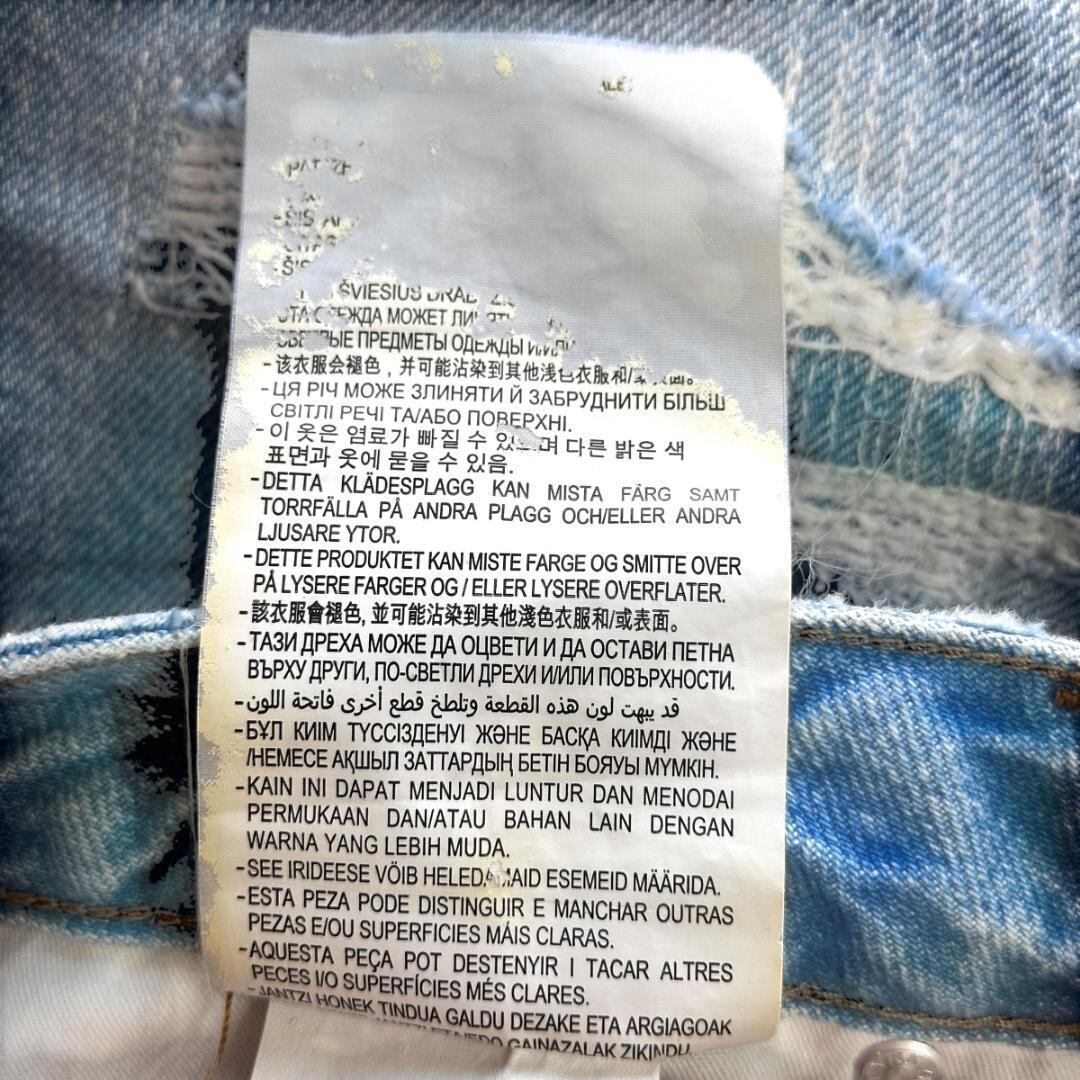 ŠVIESIUS
МОЖЕТ
ПРЕДМЕТЫ ОДЕЖДЫ
- 该衣服会褪色，并可能沾染到其他浅色衣服和/
- ЦЯ РІЧ МОЖЕ ЗЛИНЯТИ Й ЗАБРУДНИТИ БІЛЬШ
СВІТЛІ РЕЧІ ТА/АБО ПОВЕРХНІ.
- 이 옷은 염료가 빠질 수 다른 밝은 색
표면과 옷에 묻을 수 있음.
- DETTA KLÄDESPLAGG KAN MISTA FÄRG SAMT
TORRFÄLLA PÅ ANDRA PLAGG OCH/ELLER ANDRA
LJUSARE YTOR.
- DETTE PRODUKTET KAN MISTE FARGE OG SMITTE OVER
PÅ LYSERE FARGER OG / ELLER LYSERE OVERFLATER.
- 該衣服會褪色, 並可能沾染到其他淺色衣服和/或表面。
- ТАЗИ ДРЕХА МОЖЕ ДА ОЦВЕТИ И ДА ОСТАВИ ПЕТНА
ВЪРХУ ДРУГИ, ПО-СВЕТЛИ ДРЕХИ И/ИЛИ ПОВЪРХНОСТИ.
- قد يبهت لون هذه القطعة وتلطخ قطع أخرى فاتحة اللون
- БҰЛ КИІМ ТҮССІЗДЕНУІ ЖӘНЕ БАСҚА КИІМДІ ЖӘНЕ
/НЕМЕСЕ АҚШЫЛ ЗАТТАРДЫҢ БЕТІН БОЯУЫ МҮМКІН.
- KAIN INI DAPAT MENJADI LUNTUR DAN MENODAI
PERMUKAAN DAN/ATAU BAHAN LAIN DENGAN
WARNA YANG LEBIH MUDA.
- SEE IRIDEESE VÕIB ESEMEID MÄÄRIDA.
- ESTA PEZA PODE DISTINGUIR E MANCHAR OUTRAS
PEZAS E/OU SUPERFICIES MÁIS CLARAS.
- AQUESTA PEÇA POT DESTENYIR I TACAR ALTRES
PECES I/O SUPERFÍCIES MÉS CLARES.
- JANTZI HONEK TINDUA GALDU DEZAKE ETA ARGIAGOAK
GAINAZALAK ZIKINDU